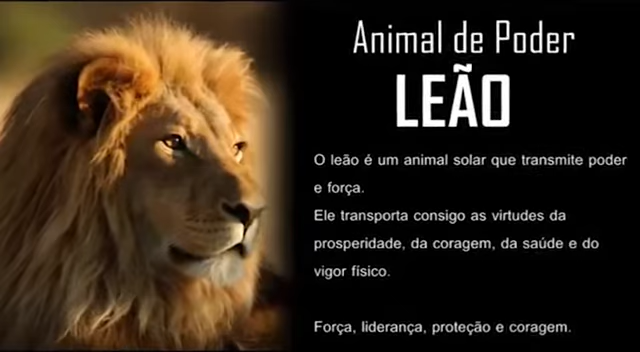 Animal de Poder
LEÃO
O leão é um animal solar que transmite poder
e força.
Ele transporta consigo as virtudes da
prosperidade, da coragem, da saúde e do
vigor físico.
Força, liderança, proteção e coragem.